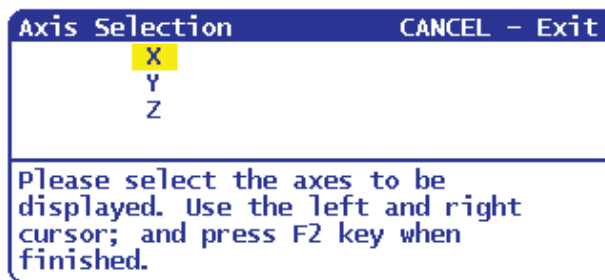 Axis Selection CANCEL - Exit
X
Y
Z
Please select the axes to be
displayed. Use the left and right
cursor; and press F2 key when
finished.